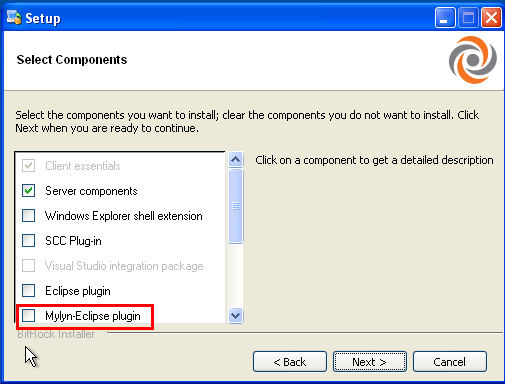 Setup
Select Components
Select the components you want to install; clear the components you do not want to install. Click
Next when you are ready to continue.
Client essentials
Click on a component to get a detailed description
Server components
Windows Explorer shell extension
SCC Plug-in
Visual Studio integration package
Eclipse plugin
Mylyn-Eclipse plugin
BitRock Installer
< Back
Next >
Cancel